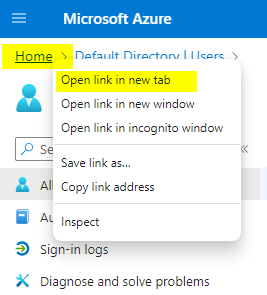 Microsoft Azure
Home > Default Directory | Users >
Open link in new tab
Open link in new window
Open link in incognito window
Save link as...
Copy link address
Inspect
Se
«
All
Au
Sign-in logs
Diagnose and solve problems